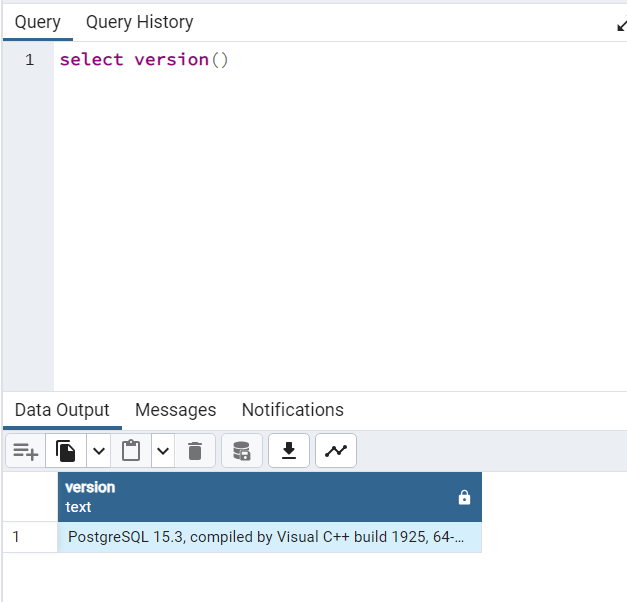 Query Query History
1 select version()
Data Output Messages Notifications
version
text
1 PostgreSQL 15.3, compiled by Visual C++ build 1925, 64-...